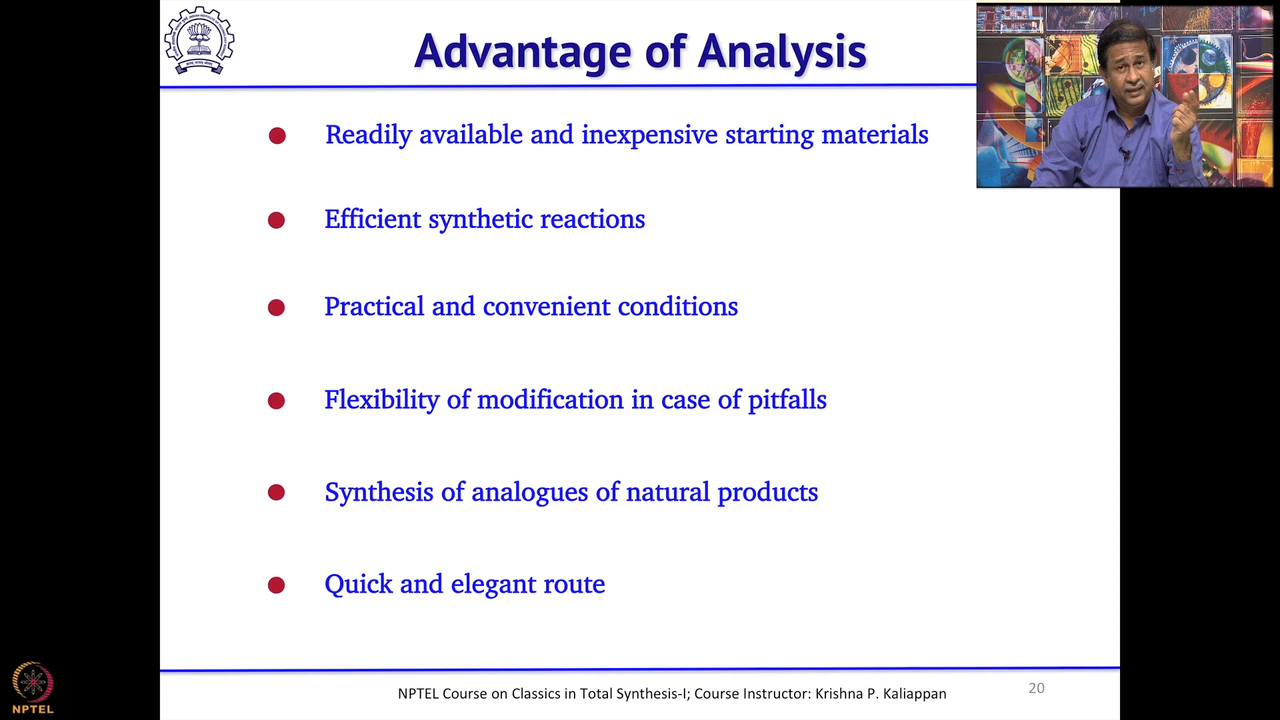 Advantage of Analysis
Readily available and inexpensive starting materials
Efficient synthetic reactions
Practical and convenient conditions
Flexibility of modification in case of pitfalls
Synthesis of analogues of natural products
Quick and elegant route
NPTEL Course on Classics in Total Synthesis-I; Course Instructor: Krishna P. Kaliappan
20
NPTEL